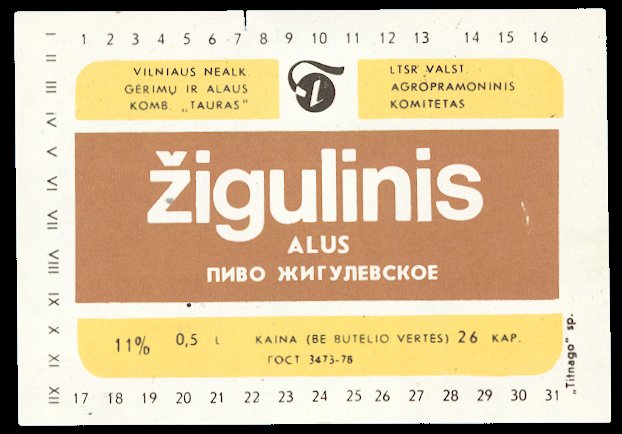 1 2 3 4 5 6 7 8 9 10 11 12 13 14 15 16
I
II
III
IV
V
VI
VII
VIII
IX
X
XI
XII
VILNIAUS NEALK.
GĖRIMŲ IR ALAUS
KOMB. „TAURAS"
LTSR VALST.
AGROPRAMONINIS
KOMITETAS
žigulinis
ALUS
ПИВО ЖИГУЛЕВСКОЕ
11% 0,5 l KAINA (BE BUTELIO VERTĖS) 26 KAP.
ГОСТ 3473-78
„Titnago" sp.
17 18 19 20 21 22 23 24 25 26 27 28 29 30 31